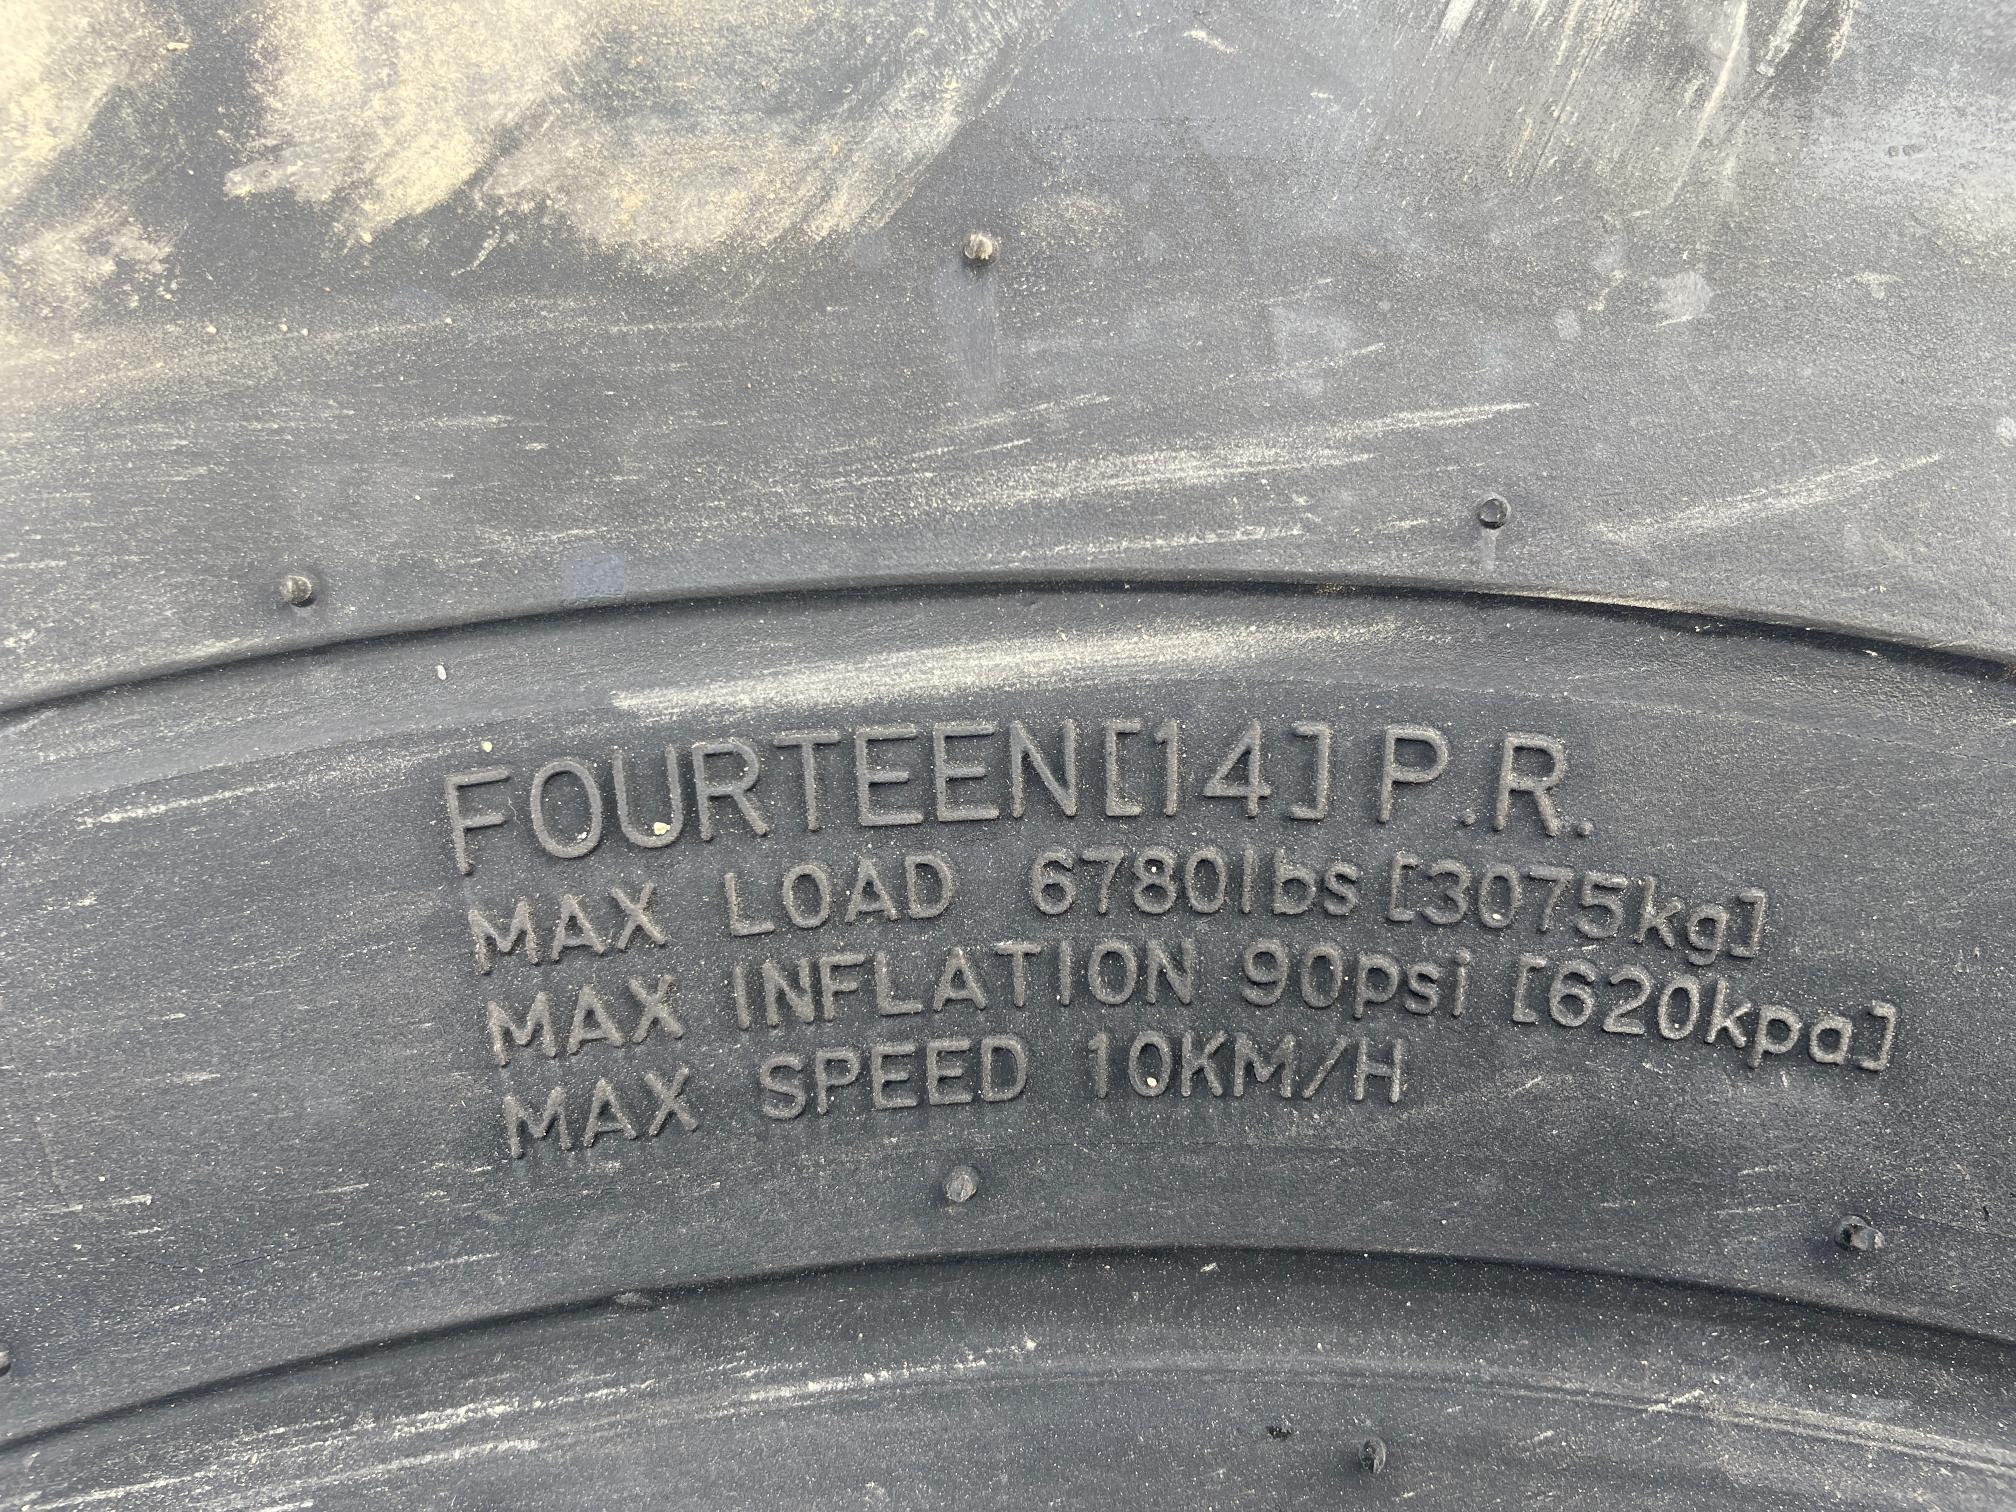 FOURTEEN[14] P.R.
MAX LOAD 6780lbs [3075kg]
MAX INFLATION 90psi [620kpa]
MAX SPEED 10KM/H